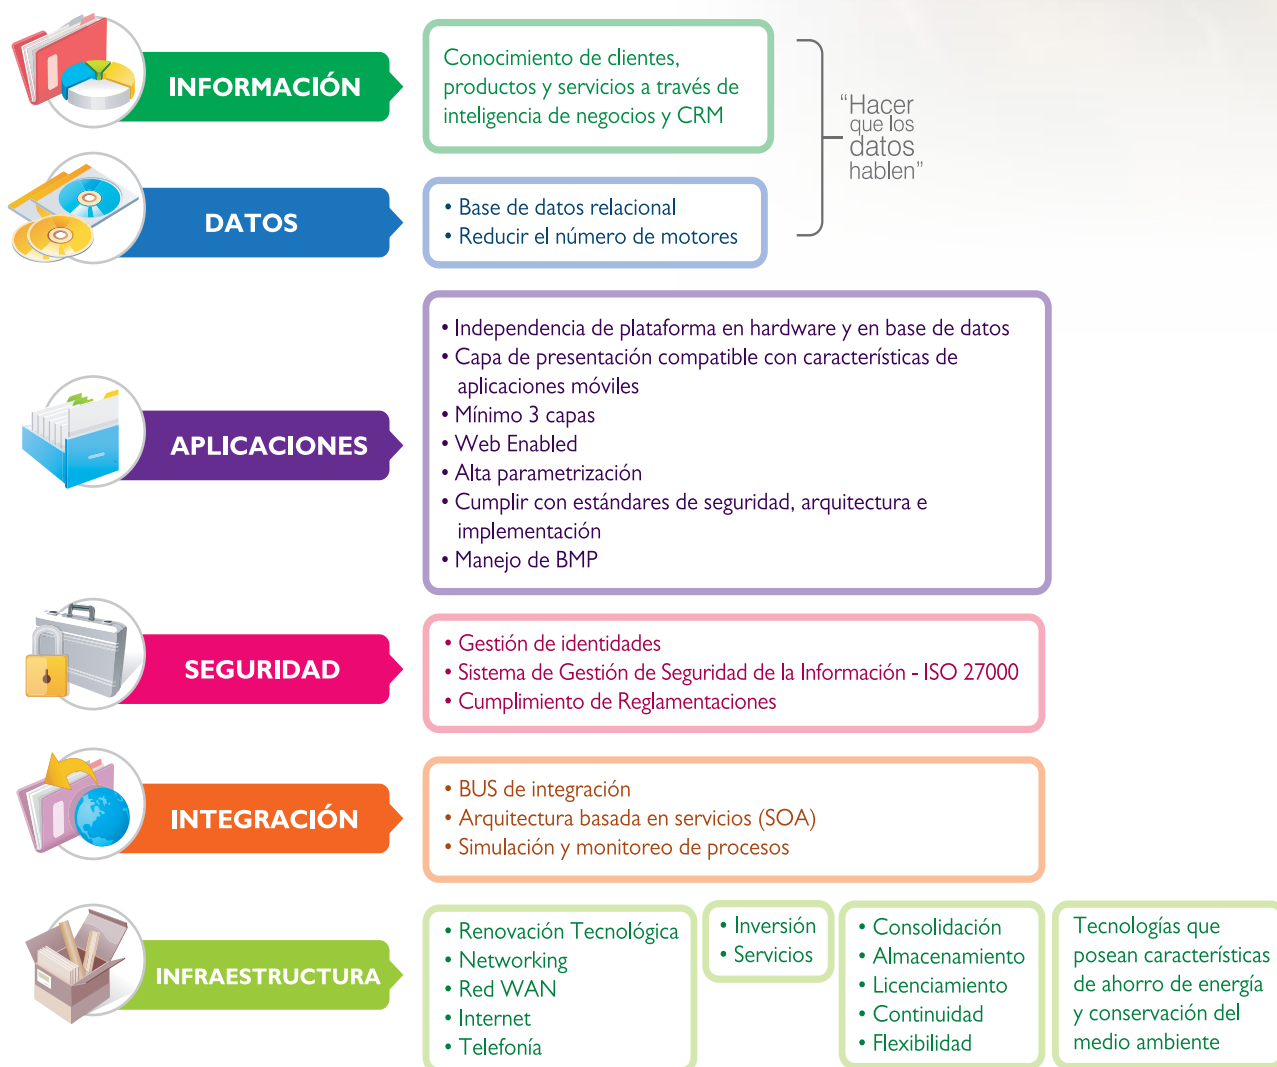 INFORMACIÓN
Conocimiento de clientes,
productos y servicios a través de
inteligencia de negocios y CRM
“Hacer
que los
datos
hablen”
DATOS
• Base de datos relacional
• Reducir el número de motores
APLICACIONES
• Independencia de plataforma en hardware y en base de datos
• Capa de presentación compatible con características de
aplicaciones móviles
• Mínimo 3 capas
• Web Enabled
• Alta parametrización
• Cumplir con estándares de seguridad, arquitectura e
implementación
• Manejo de BMP
SEGURIDAD
• Gestión de identidades
• Sistema de Gestión de Seguridad de la Información - ISO 27000
• Cumplimiento de Reglamentaciones
INTEGRACIÓN
• BUS de integración
• Arquitectura basada en servicios (SOA)
• Simulación y monitoreo de procesos
INFRAESTRUCTURA
• Renovación Tecnológica
• Networking
• Red WAN
• Internet
• Telefonía
• Inversión
• Servicios
• Consolidación
• Almacenamiento
• Licenciamiento
• Continuidad
• Flexibilidad
Tecnologías que
posean características
de ahorro de energía
y conservación del
medio ambiente